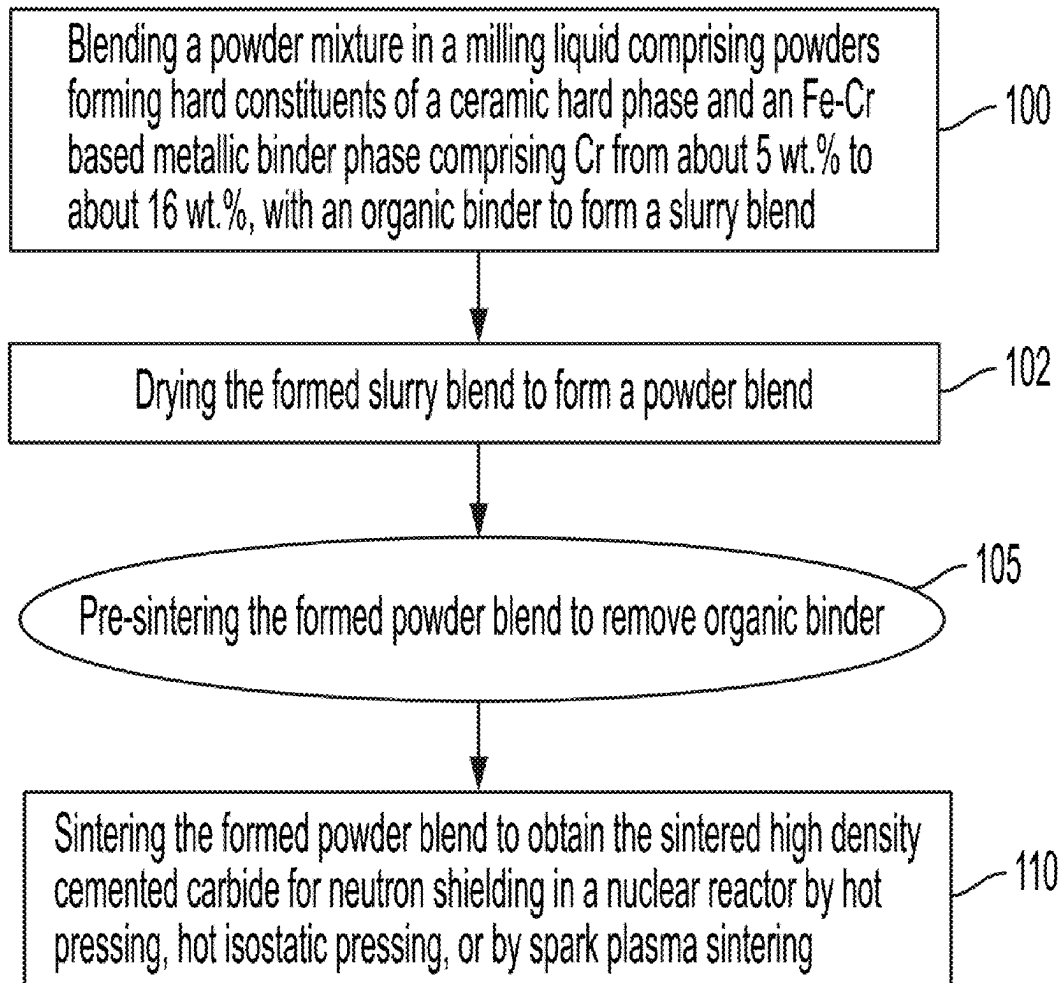 Blending a powder mixture in a milling liquid comprising powders
forming hard constituents of a ceramic hard phase and an Fe-Cr
based metallic binder phase comprising Cr from about 5 wt.% to
about 16 wt.%, with an organic binder to form a slurry blend
100
Drying the formed slurry blend to form a powder blend
102
Pre-sintering the formed powder blend to remove organic binder
105
Sintering the formed powder blend to obtain the sintered high density
cemented carbide for neutron shielding in a nuclear reactor by hot
pressing, hot isostatic pressing, or by spark plasma sintering
110